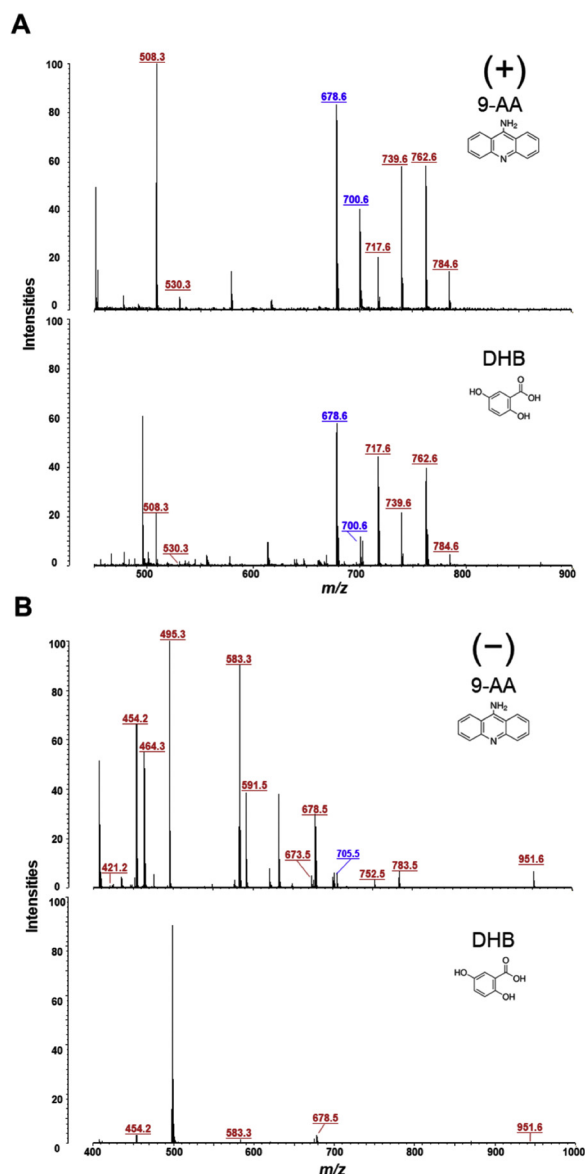 A
(+)
9-AA
NH2
N
508.3
678.6
700.6
717.6
739.6
762.6
784.6
530.3
100
80
60
40
20
0
Intensities
DHB
O
HO
OH
OH
678.6
717.6
762.6
508.3
530.3
700.6
739.6
784.6
100
80
60
40
20
0
Intensities
500 600 700 800 900
m/z
B
(−)
9-AA
NH2
N
495.3
583.3
454.2
464.3
591.5
678.5
421.2
673.5
705.5
752.5
783.5
951.6
100
80
60
40
20
0
Intensities
DHB
O
HO
OH
OH
454.2
583.3
678.5
951.6
100
80
60
40
20
0
Intensities
400 500 600 700 800 900 1000
m/z